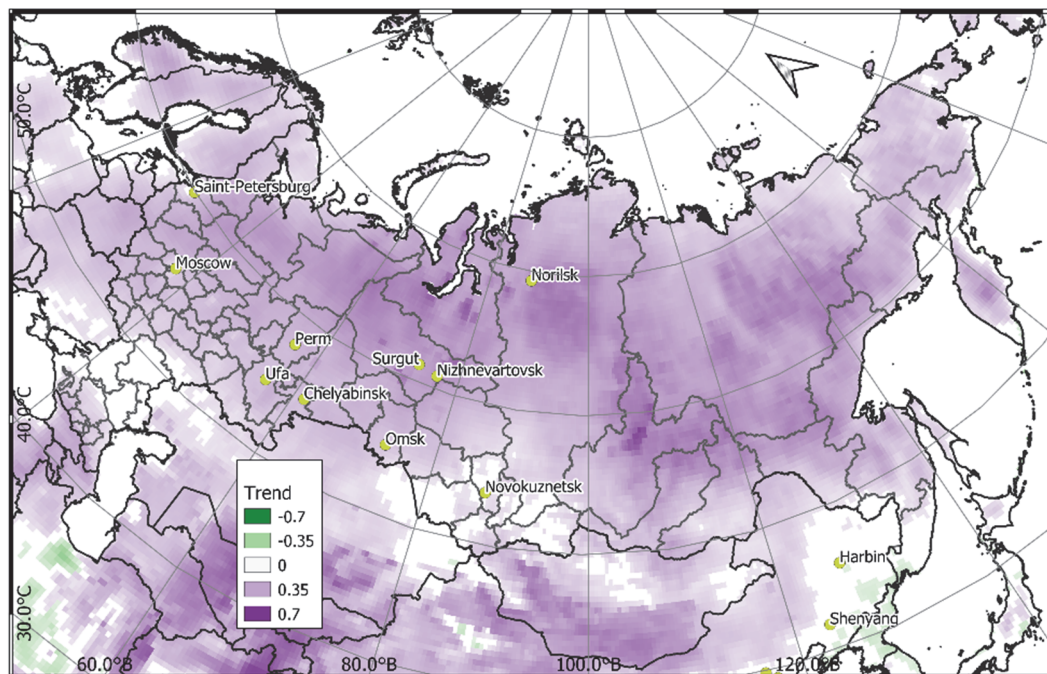 50.0°C
Saint-Petersburg
Moscow
Norilsk
Perm
Surgut
Nizhnevartovsk
Ufa
Chelyabinsk
40.0°C
Omsk
Novokuznetsk
Trend
-0.7
-0.35
0
0.35
0.7
Harbin
Shenyang
30.0°C
60.0°B
80.0°B
100.0°B
120.0°B